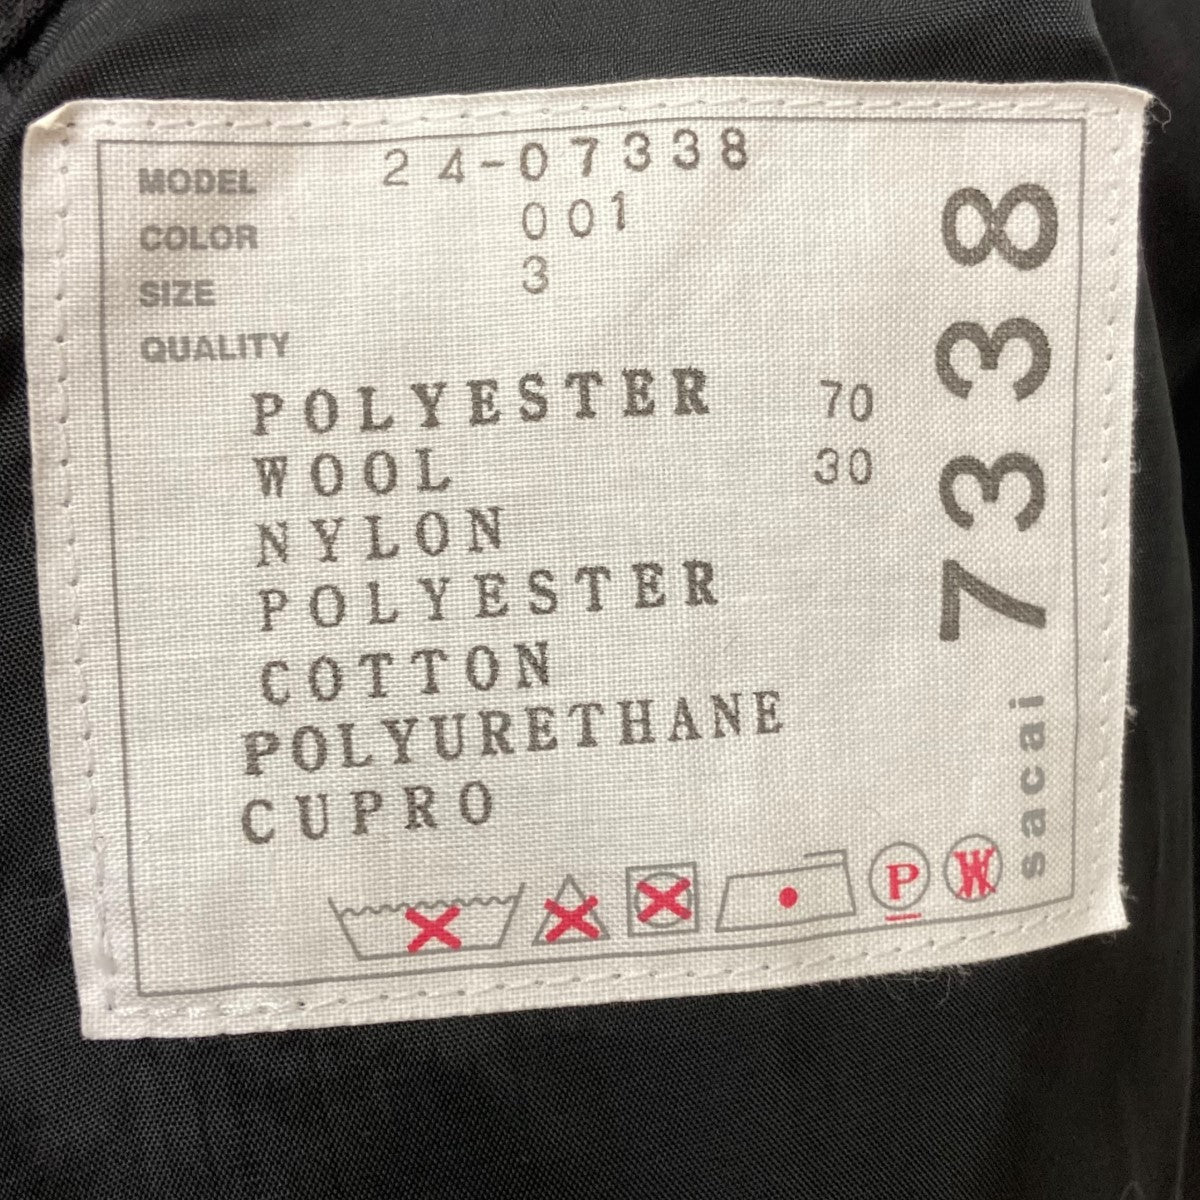 MODEL 24-07338
COLOR 001
SIZE 3
QUALITY
POLYESTER 70
WOOL 30
NYLON
POLYESTER
COTTON
POLYURETHANE
CUPRO
P W
sacai 7338